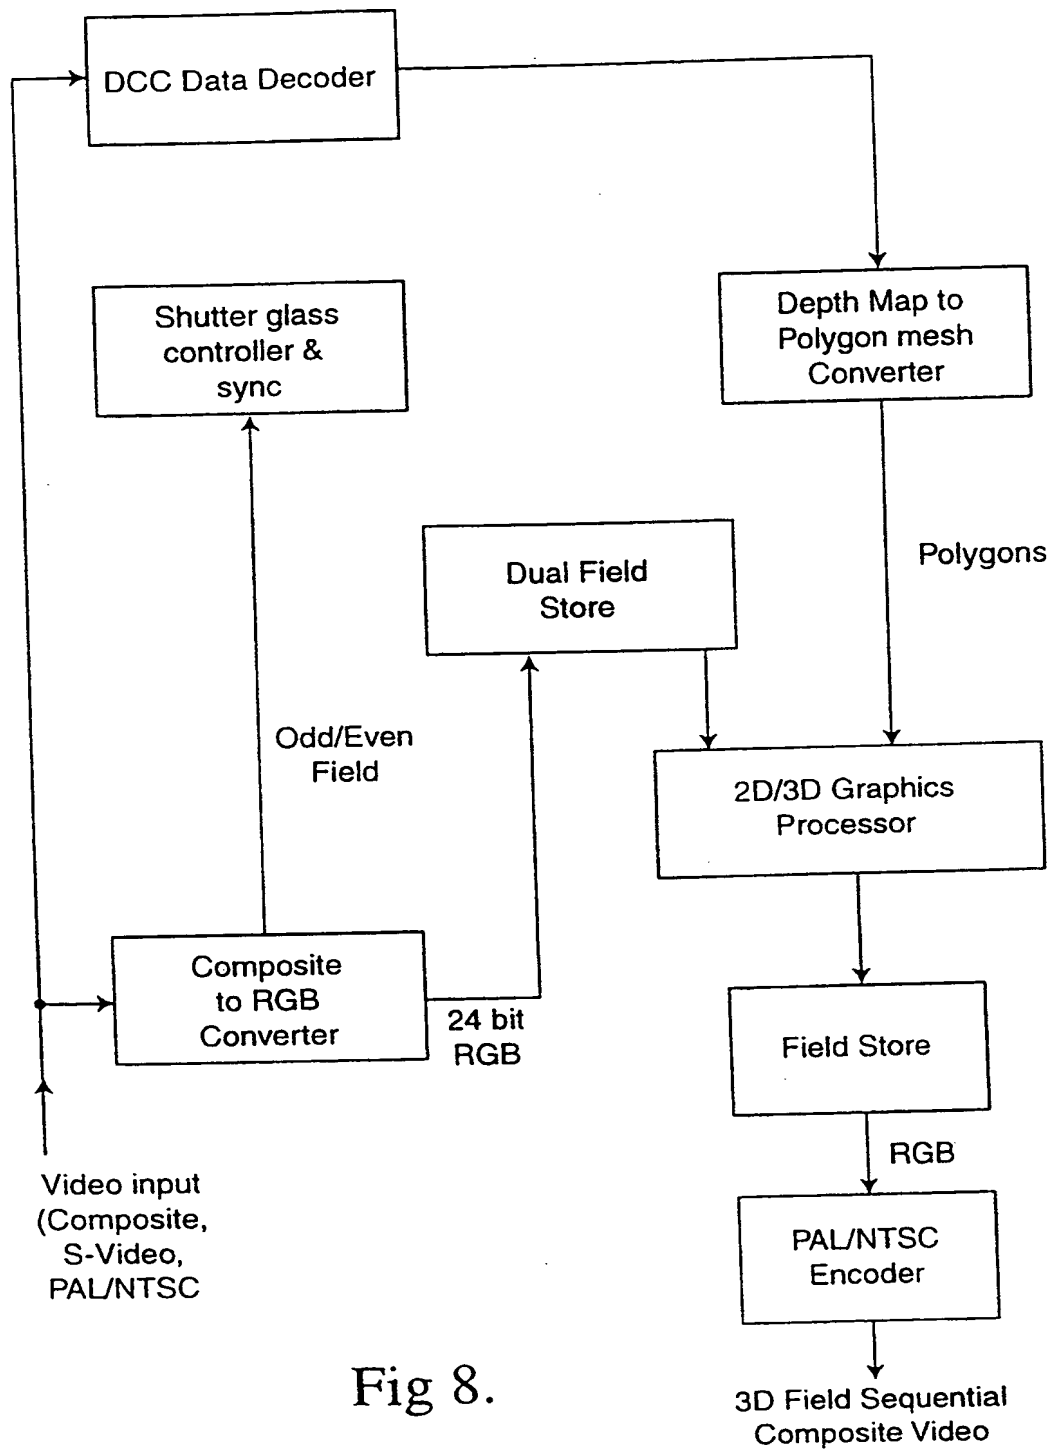 DCC Data Decoder
Shutter glass
controller &
sync
Depth Map to
Polygon mesh
Converter
Dual Field
Store
Polygons
Odd/Even
Field
2D/3D Graphics
Processor
Composite
to RGB
Converter
24 bit
RGB
Field Store
RGB
Video input
(Composite,
S-Video,
PAL/NTSC
PAL/NTSC
Encoder
Fig 8.
3D Field Sequential
Composite Video